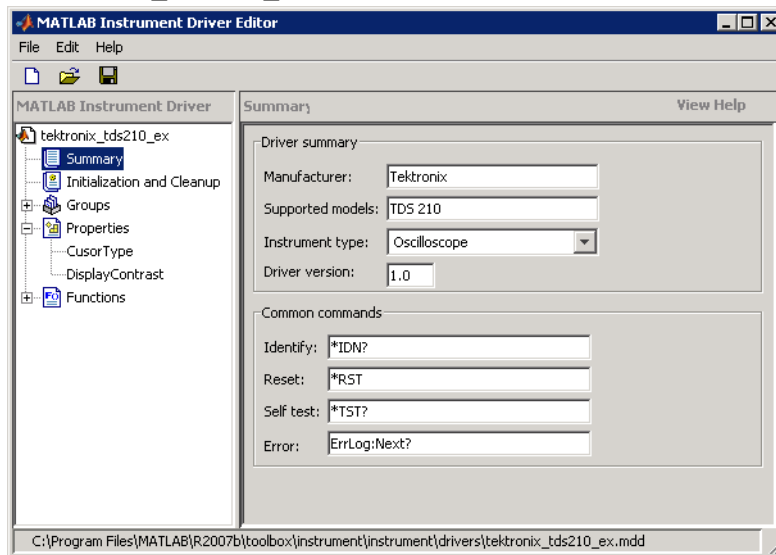 MATLAB Instrument Driver Editor
File Edit Help
MATLAB Instrument Driver
Summary
View Help
tektronix_tds210_ex
Summary
Initialization and Cleanup
Groups
Properties
CusorType
DisplayContrast
Functions
Driver summary
Manufacturer: Tektronix
Supported models: TDS 210
Instrument type: Oscilloscope
Driver version: 1.0
Common commands
Identify: *IDN?
Reset: *RST
Self test: *TST?
Error: ErrLog:Next?
C:\Program Files\MATLAB\R2007b\toolbox\instrument\instrument\drivers\tektronix_tds210_ex.mdd